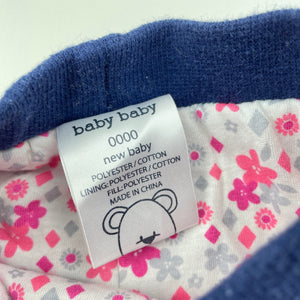 baby baby
0000
new baby
POLYESTER / COTTON
LINING: POLYESTER / COTTON
FILL: POLYESTER
MADE IN CHINA